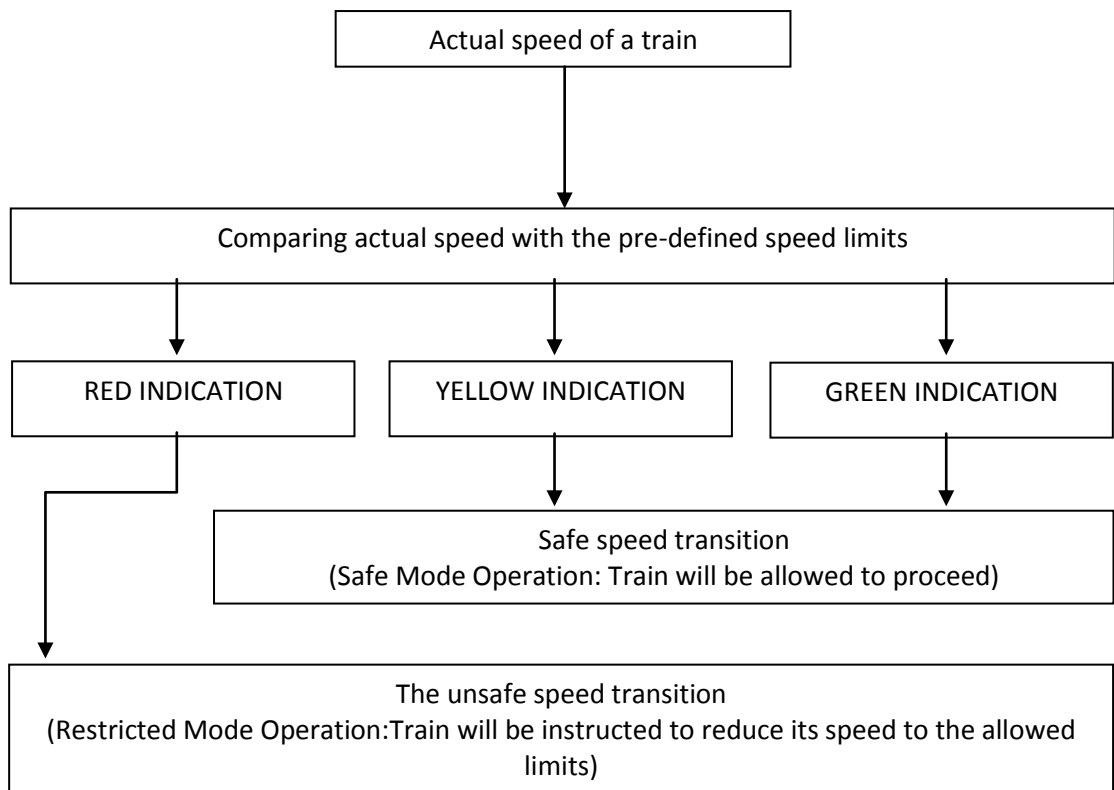 Actual speed of a train
Comparing actual speed with the pre-defined speed limits
RED INDICATION
YELLOW INDICATION
GREEN INDICATION
Safe speed transition
(Safe Mode Operation: Train will be allowed to proceed)
The unsafe speed transition
(Restricted Mode Operation:Train will be instructed to reduce its speed to the allowed
limits)